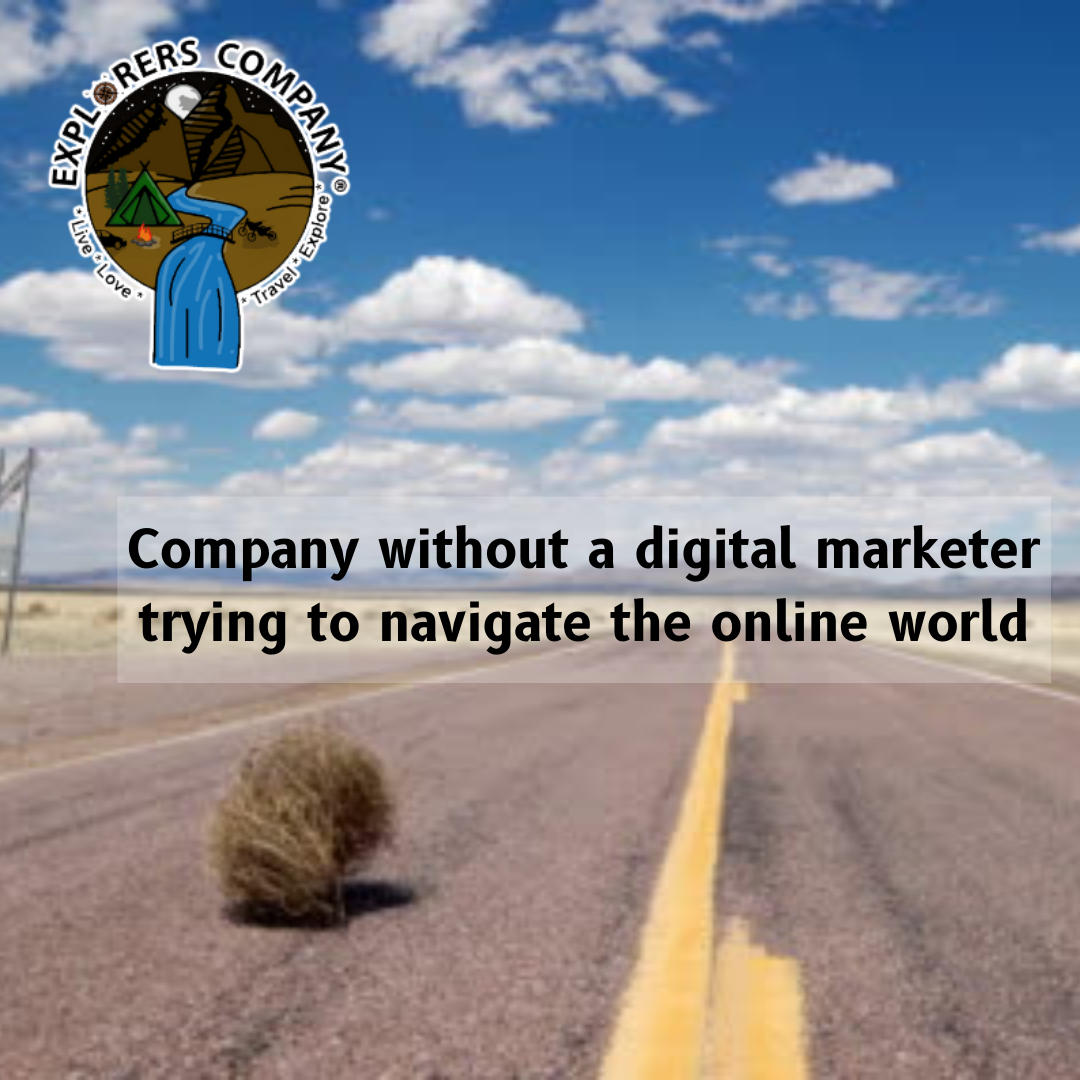 EXPLORERS COMPANY®
*Live*Love* *Travel*Explore*
Company without a digital marketer
trying to navigate the online world